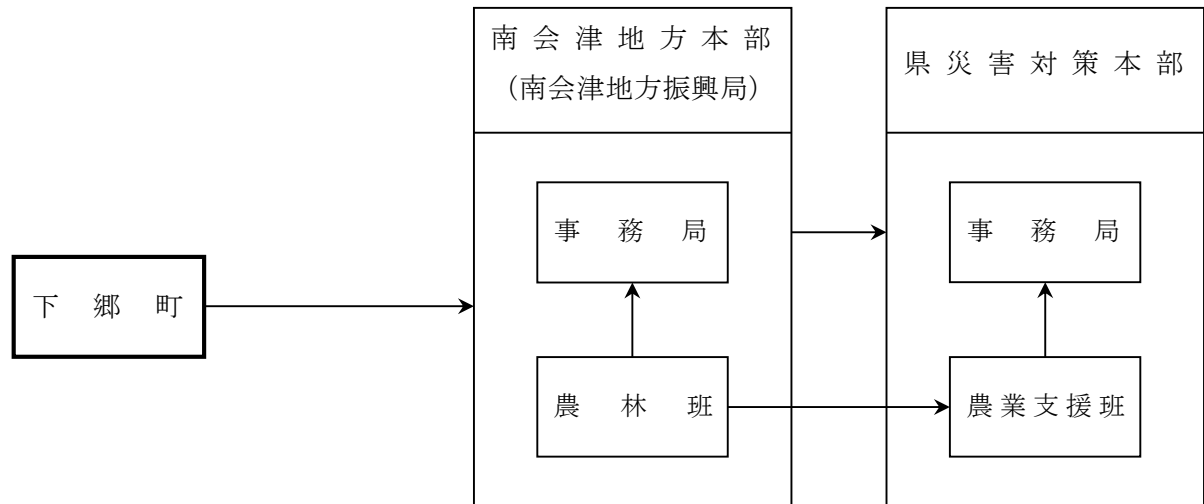 南会津地方本部
（南会津地方振興局）
県災害対策本部
事務局
事務局
下郷町
農林班
農業支援班